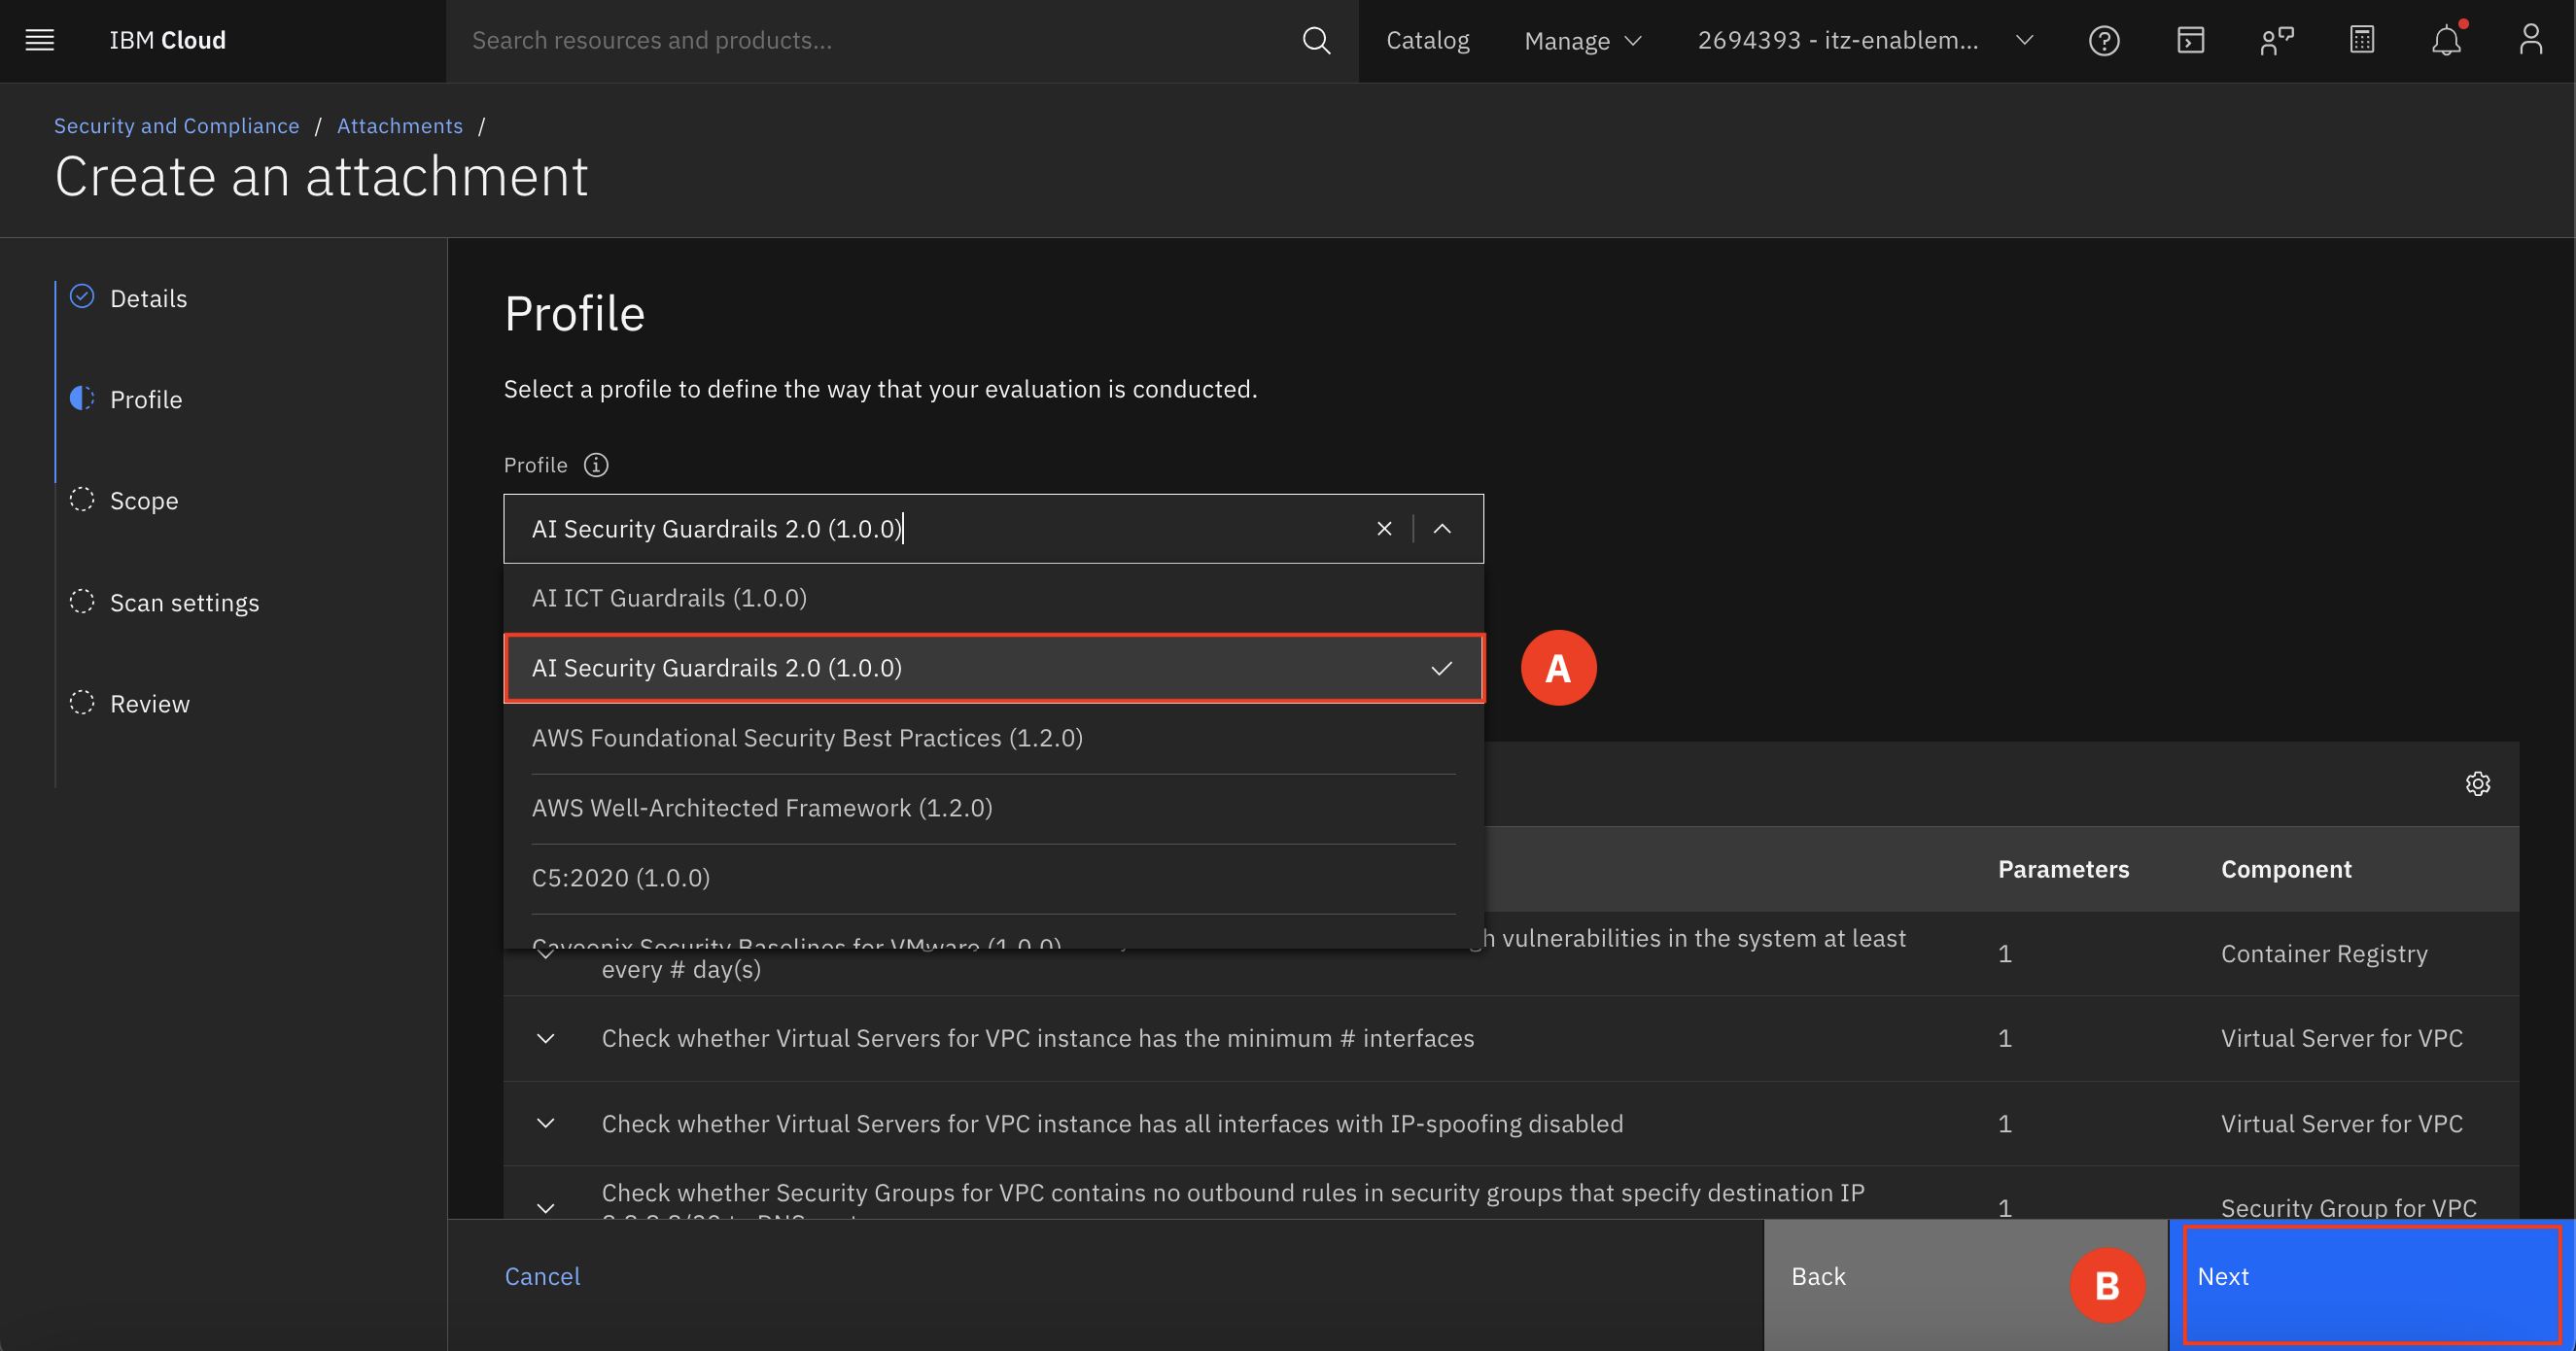 IBM Cloud
Search resources and products...
Catalog
Manage
2694393 - itz-enablem...
Security and Compliance / Attachments /
Create an attachment
Details
Profile
Scope
Scan settings
Review
Profile
Select a profile to define the way that your evaluation is conducted.
Profile
AI Security Guardrails 2.0 (1.0.0)
AI ICT Guardrails (1.0.0)
AI Security Guardrails 2.0 (1.0.0)
A
AWS Foundational Security Best Practices (1.2.0)
AWS Well-Architected Framework (1.2.0)
C5:2020 (1.0.0)
Caveonix Security Baselines for VMware (1.0.0)
Parameters Component
vulnerabilities in the system at least
every # day(s)
1 Container Registry
Check whether Virtual Servers for VPC instance has the minimum # interfaces 1 Virtual Server for VPC
Check whether Virtual Servers for VPC instance has all interfaces with IP-spoofing disabled 1 Virtual Server for VPC
Check whether Security Groups for VPC contains no outbound rules in security groups that specify destination IP
1 Security Group for VPC
Cancel
Back
B
Next